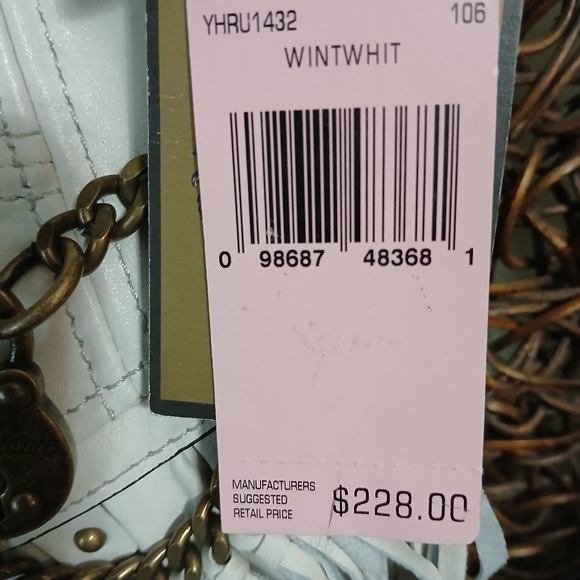 YHRU1432 106
WINTWHIT
0 98687 48368 1
MANUFACTURERS
SUGGESTED
RETAIL PRICE
$228.00